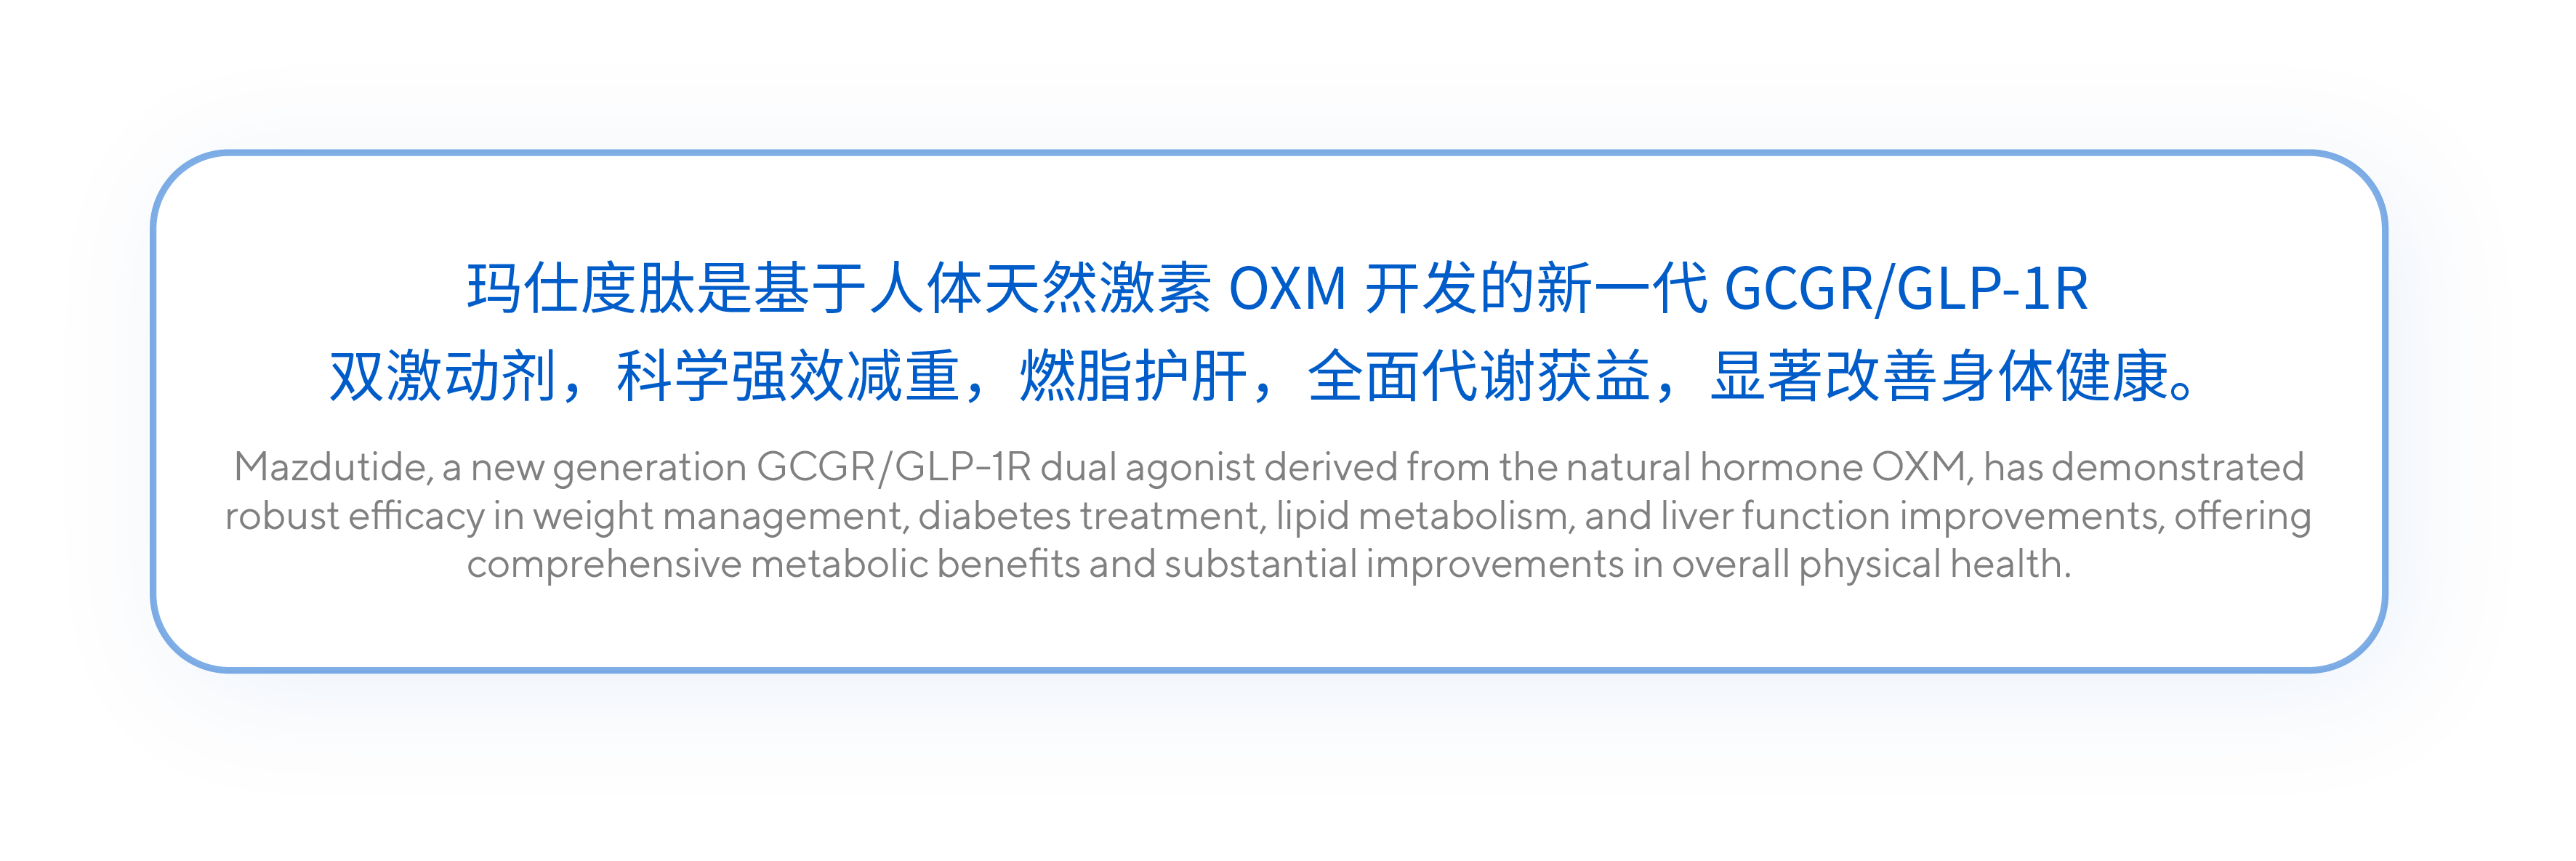 玛仕度肽是基于人体天然激素 OXM 开发的新一代 GCGR/GLP-1R
双激动剂，科学强效减重，燃脂护肝，全面代谢获益，显著改善身体健康。
Mazdutide, a new generation GCGR/GLP-1R dual agonist derived from the natural hormone OXM, has demonstrated
robust efficacy in weight management, diabetes treatment, lipid metabolism, and liver function improvements, offering
comprehensive metabolic benefits and substantial improvements in overall physical health.